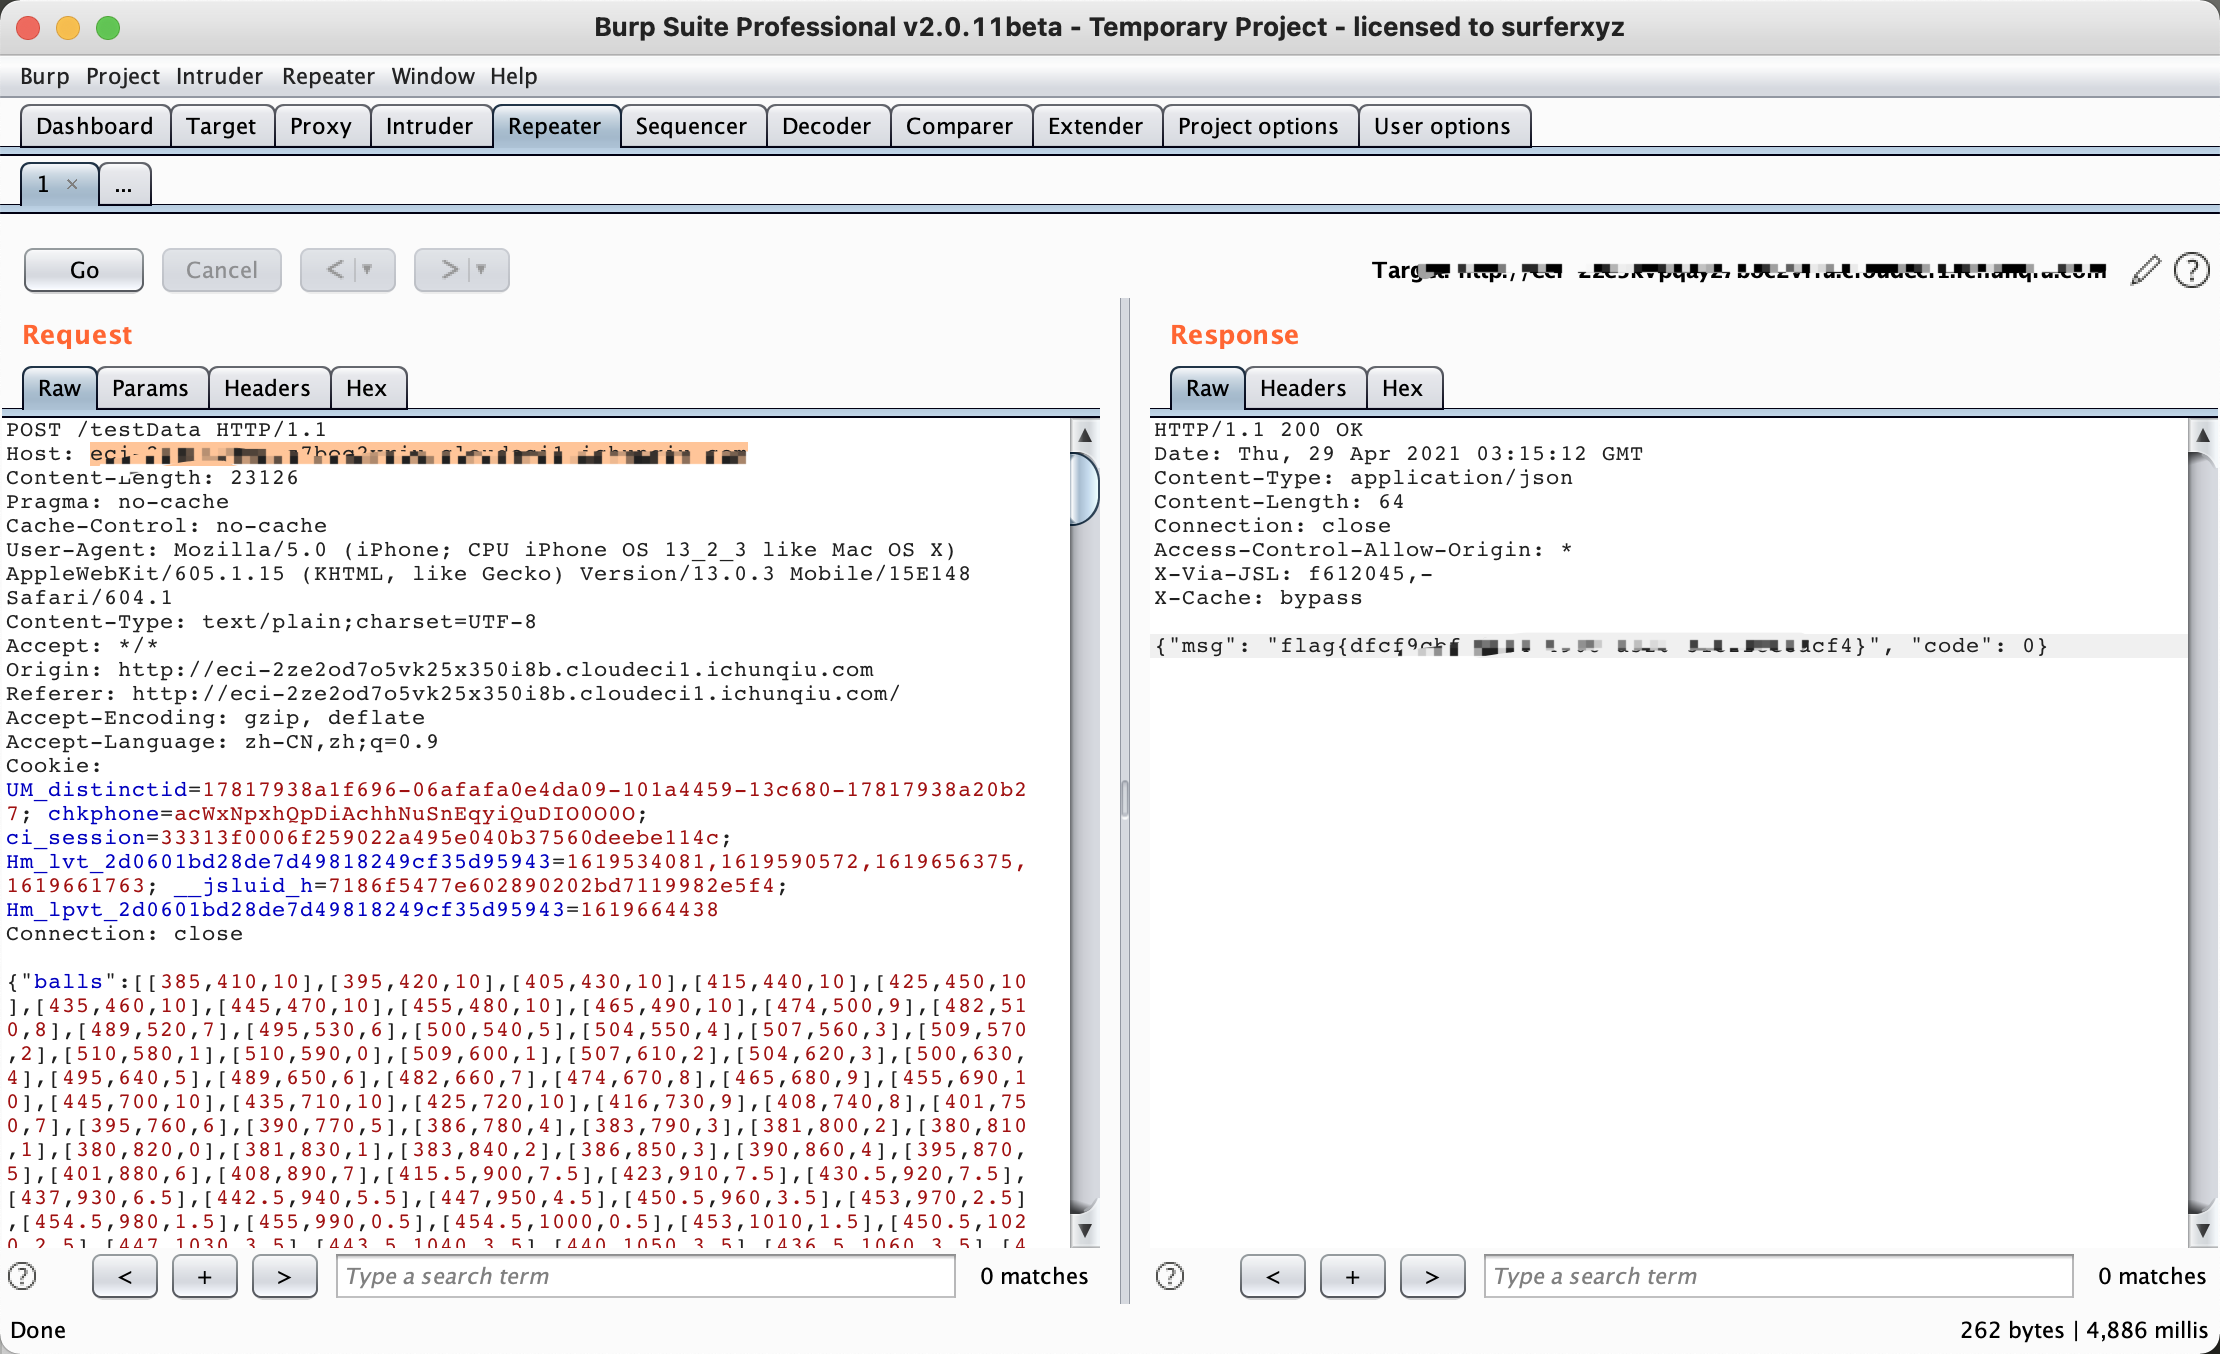 Burp Suite Professional v2.0.11beta - Temporary Project - licensed to surferxyz
Burp Project Intruder Repeater Window Help
Dashboard Target Proxy Intruder Repeater Sequencer Decoder Comparer Extender Project options User options
1 × ...
Go Cancel < >
Request
Raw Params Headers Hex
POST /testData HTTP/1.1
Host:
Content-Length: 23126
Pragma: no-cache
Cache-Control: no-cache
User-Agent: Mozilla/5.0 (iPhone; CPU iPhone OS 13_2_3 like Mac OS X)
AppleWebKit/605.1.15 (KHTML, like Gecko) Version/13.0.3 Mobile/15E148
Safari/604.1
Content-Type: text/plain;charset=UTF-8
Accept: */*
Origin: http://eci-2ze2od7o5vk25x350i8b.cloudeci1.ichunqiu.com
Referer: http://eci-2ze2od7o5vk25x350i8b.cloudeci1.ichunqiu.com/
Accept-Encoding: gzip, deflate
Accept-Language: zh-CN,zh;q=0.9
Cookie:
UM_distinctid=17817938a1f696-06afafa0e4da09-101a4459-13c680-17817938a20b2
7; chkphone=acWxNpxhQpDiAchhNuSnEqyiQuDIO0O0O;
ci_session=33313f0006f259022a495e040b37560deebe114c;
Hm_lvt_2d0601bd28de7d49818249cf35d95943=1619534081,1619590572,1619656375,
1619661763; __jsluid_h=7186f5477e602890202bd7119982e5f4;
Hm_lpvt_2d0601bd28de7d49818249cf35d95943=1619664438
Connection: close
{"balls":[[385,410,10],[395,420,10],[405,430,10],[415,440,10],[425,450,10
],[435,460,10],[445,470,10],[455,480,10],[465,490,10],[474,500,9],[482,51
0,8],[489,520,7],[495,530,6],[500,540,5],[504,550,4],[507,560,3],[509,570
,2],[510,580,1],[510,590,0],[509,600,1],[507,610,2],[504,620,3],[500,630,
4],[495,640,5],[489,650,6],[482,660,7],[474,670,8],[465,680,9],[455,690,1
0],[445,700,10],[435,710,10],[425,720,10],[416,730,9],[408,740,8],[401,75
0,7],[395,760,6],[390,770,5],[386,780,4],[383,790,3],[381,800,2],[380,810
,1],[380,820,0],[381,830,1],[383,840,2],[386,850,3],[390,860,4],[395,870,
5],[401,880,6],[408,890,7],[415.5,900,7.5],[423,910,7.5],[430.5,920,7.5],
[437,930,6.5],[442.5,940,5.5],[447,950,4.5],[450.5,960,3.5],[453,970,2.5]
,[454.5,980,1.5],[455,990,0.5],[454.5,1000,0.5],[453,1010,1.5],[450.5,102
0,2.5],[447,1030,3.5],[443.5,1040,3.5],[440,1050,3.5],[436.5,1060,3.5],[4
< + > Type a search term 0 matches
Response
Raw Headers Hex
HTTP/1.1 200 OK
Date: Thu, 29 Apr 2021 03:15:12 GMT
Content-Type: application/json
Content-Length: 64
Connection: close
Access-Control-Allow-Origin: *
X-Via-JSL: f612045,-
X-Cache: bypass
{"msg": "flag{dfcf cf4}", "code": 0}
< + > Type a search term 0 matches
Done
262 bytes | 4,886 millis